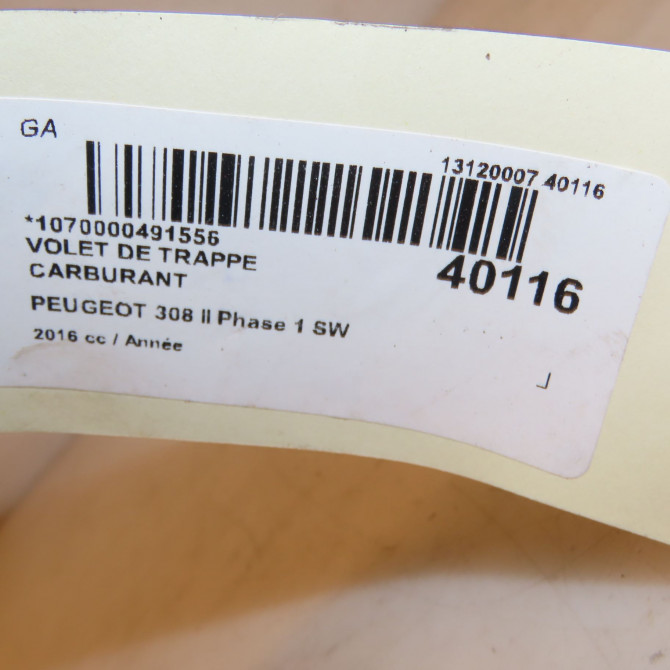 GA
13120007 40116
*1070000491556
VOLET DE TRAPPE
CARBURANT
40116
PEUGEOT 308 II Phase 1 SW
2016 cc / Année